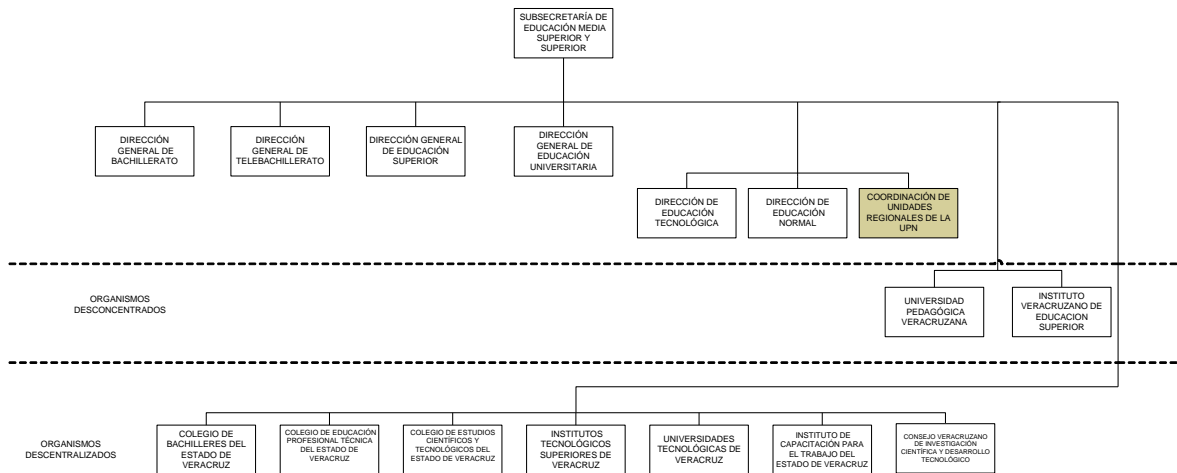 SUBSECRETARÍA DE
EDUCACIÓN MEDIA
SUPERIOR Y
SUPERIOR
DIRECCIÓN
GENERAL DE
BACHILLERATO
DIRECCIÓN
GENERAL DE
TELEBACHILLERATO
DIRECCIÓN GENERAL
DE EDUCACIÓN
SUPERIOR
DIRECCIÓN
GENERAL DE
EDUCACIÓN
UNIVERSITARIA
DIRECCIÓN DE
EDUCACIÓN
TECNOLÓGICA
DIRECCIÓN DE
EDUCACIÓN
NORMAL
COORDINACIÓN DE
UNIDADES
REGIONALES DE LA
UPN
ORGANISMOS
DESCONCENTRADOS
UNIVERSIDAD
PEDAGÓGICA
VERACRUZANA
INSTITUTO
VERACRUZANO DE
EDUCACION
SUPERIOR
ORGANISMOS
DESCENTRALIZADOS
COLEGIO DE
BACHILLERES DEL
ESTADO DE
VERACRUZ
COLEGIO DE EDUCACIÓN
PROFESIONAL TÉCNICA
DEL ESTADO DE
VERACRUZ
COLEGIO DE ESTUDIOS
CIENTÍFICOS Y
TECNOLÓGICOS DEL
ESTADO DE VERACRUZ
INSTITUTOS
TECNOLÓGICOS
SUPERIORES DE
VERACRUZ
UNIVERSIDADES
TECNOLÓGICAS DE
VERACRUZ
INSTITUTO DE
CAPACITACIÓN PARA
EL TRABAJO DEL
ESTADO DE VERACRUZ
CONSEJO VERACRUZANO
DE INVESTIGACIÓN
CIENTÍFICA Y DESARROLLO
TECNOLÓGICO